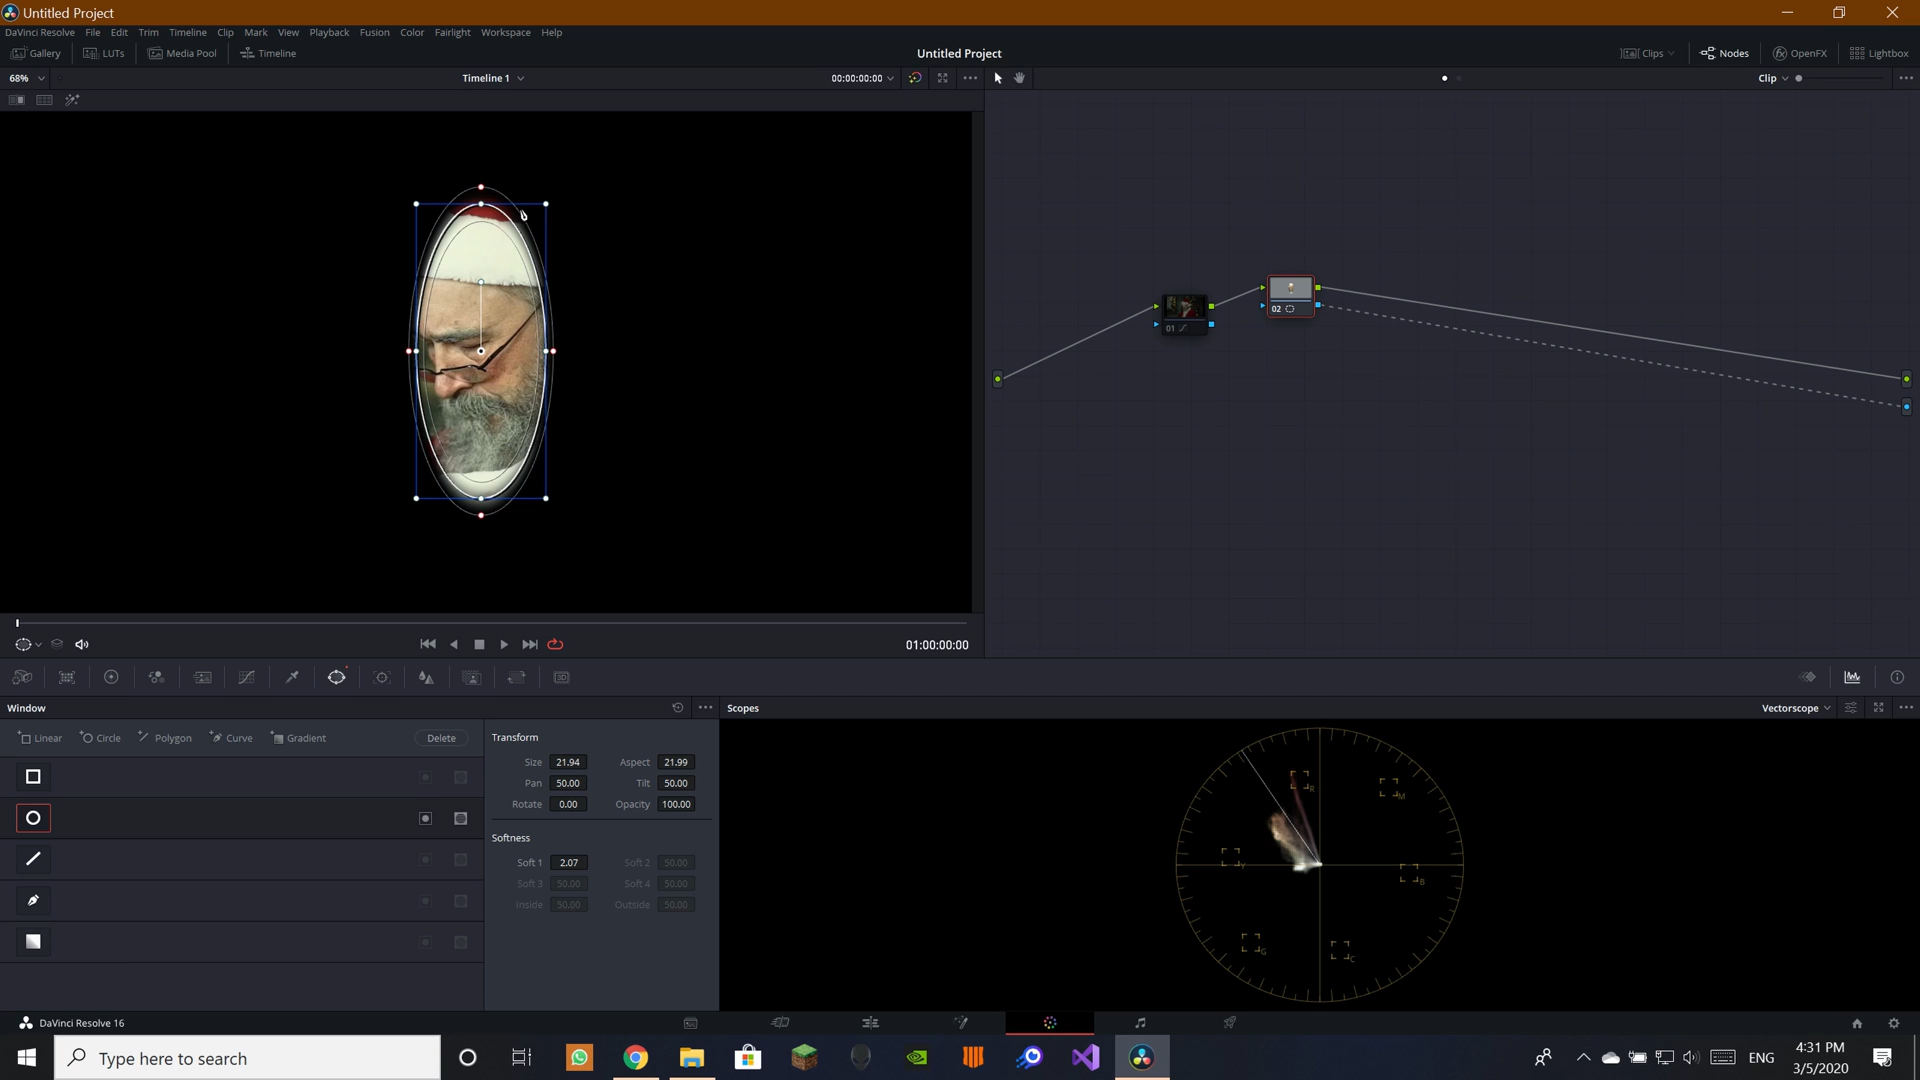 Untitled Project
DaVinci Resolve File Edit Trim Timeline Clip Mark View Playback Fusion Color Fairlight Workspace Help
Gallery LUTs Media Pool Timeline Untitled Project Clips Nodes OpenFX Lightbox
68% Timeline 1 00:00:00:00 Clip
01
02
01:00:00:00
Window Scopes Vectorscope
Linear Circle Polygon Curve Gradient Delete
Transform
Size 21.94 Aspect 21.99
Pan 50.00 Tilt 50.00
Rotate 0.00 Opacity 100.00
Softness
Soft 1 2.07 Soft 2 50.00
Soft 3 50.00 Soft 4 50.00
Inside 50.00 Outside 50.00
R
M
Y
B
G
C
3D
DaVinci Resolve 16
Type here to search
ENG
4:31 PM
3/5/2020